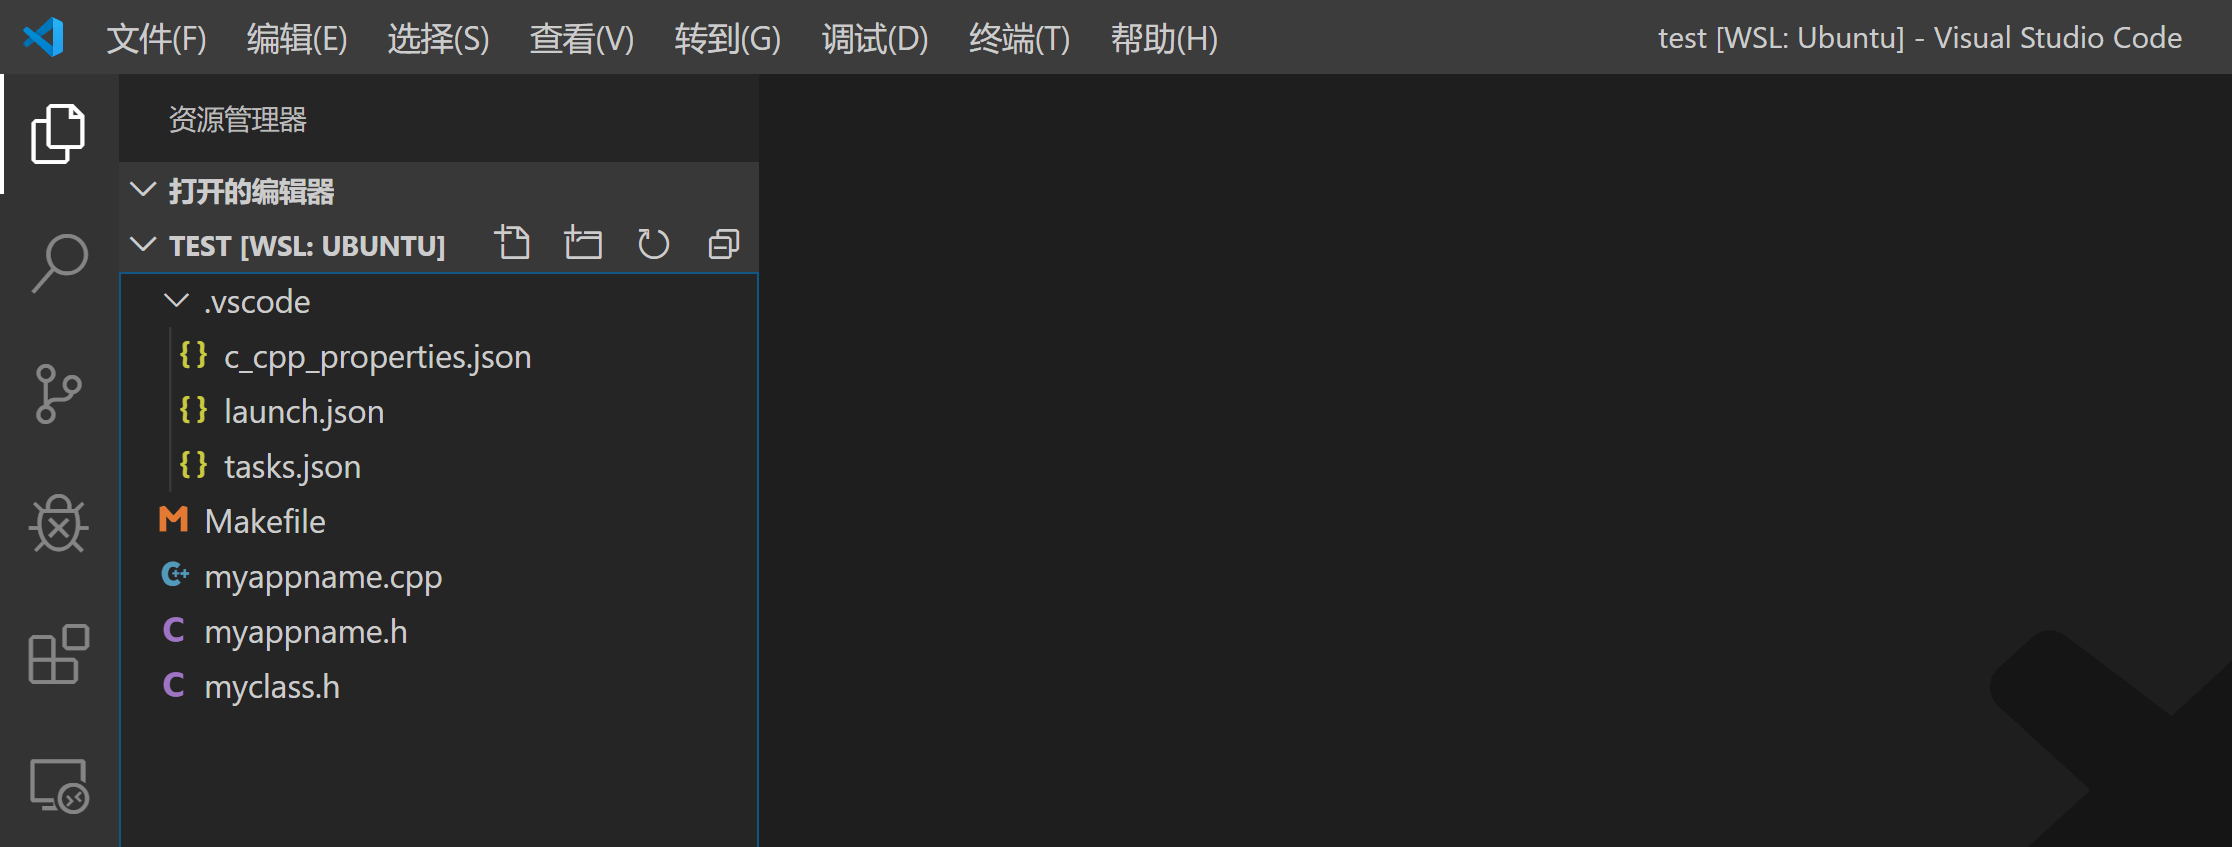 文件(F) 编辑(E) 选择(S) 查看(V) 转到(G) 调试(D) 终端(T) 帮助(H) test [WSL: Ubuntu] - Visual Studio Code
资源管理器
打开的编辑器
TEST [WSL: UBUNTU]
.vscode
{} c_cpp_properties.json
{} launch.json
{} tasks.json
M Makefile
C++ myappname.cpp
C myappname.h
C myclass.h